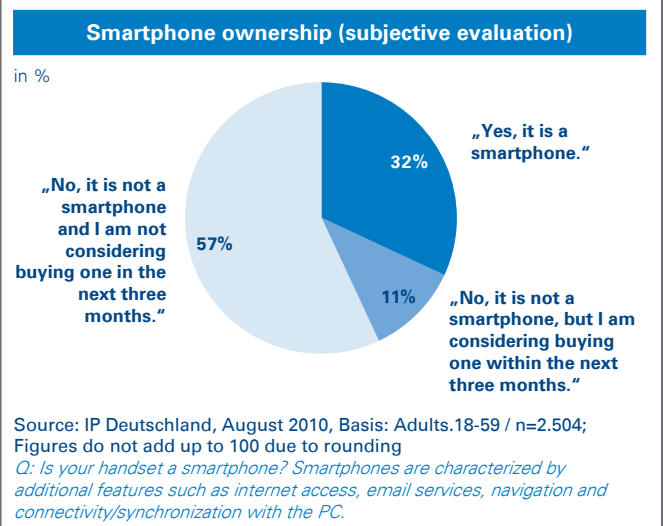 Smartphone ownership (subjective evaluation)
in %
„Yes, it is a
smartphone.“
32%
„No, it is not a
smartphone
and I am not
considering
buying one in the
next three
months.“
57%
11%
„No, it is not a
smartphone, but I am
considering buying
one within the next
three months.“
Source: IP Deutschland, August 2010, Basis: Adults.18-59 / n=2.504;
Figures do not add up to 100 due to rounding
Q: Is your handset a smartphone? Smartphones are characterized by
additional features such as internet access, email services, navigation and
connectivity/synchronization with the PC.